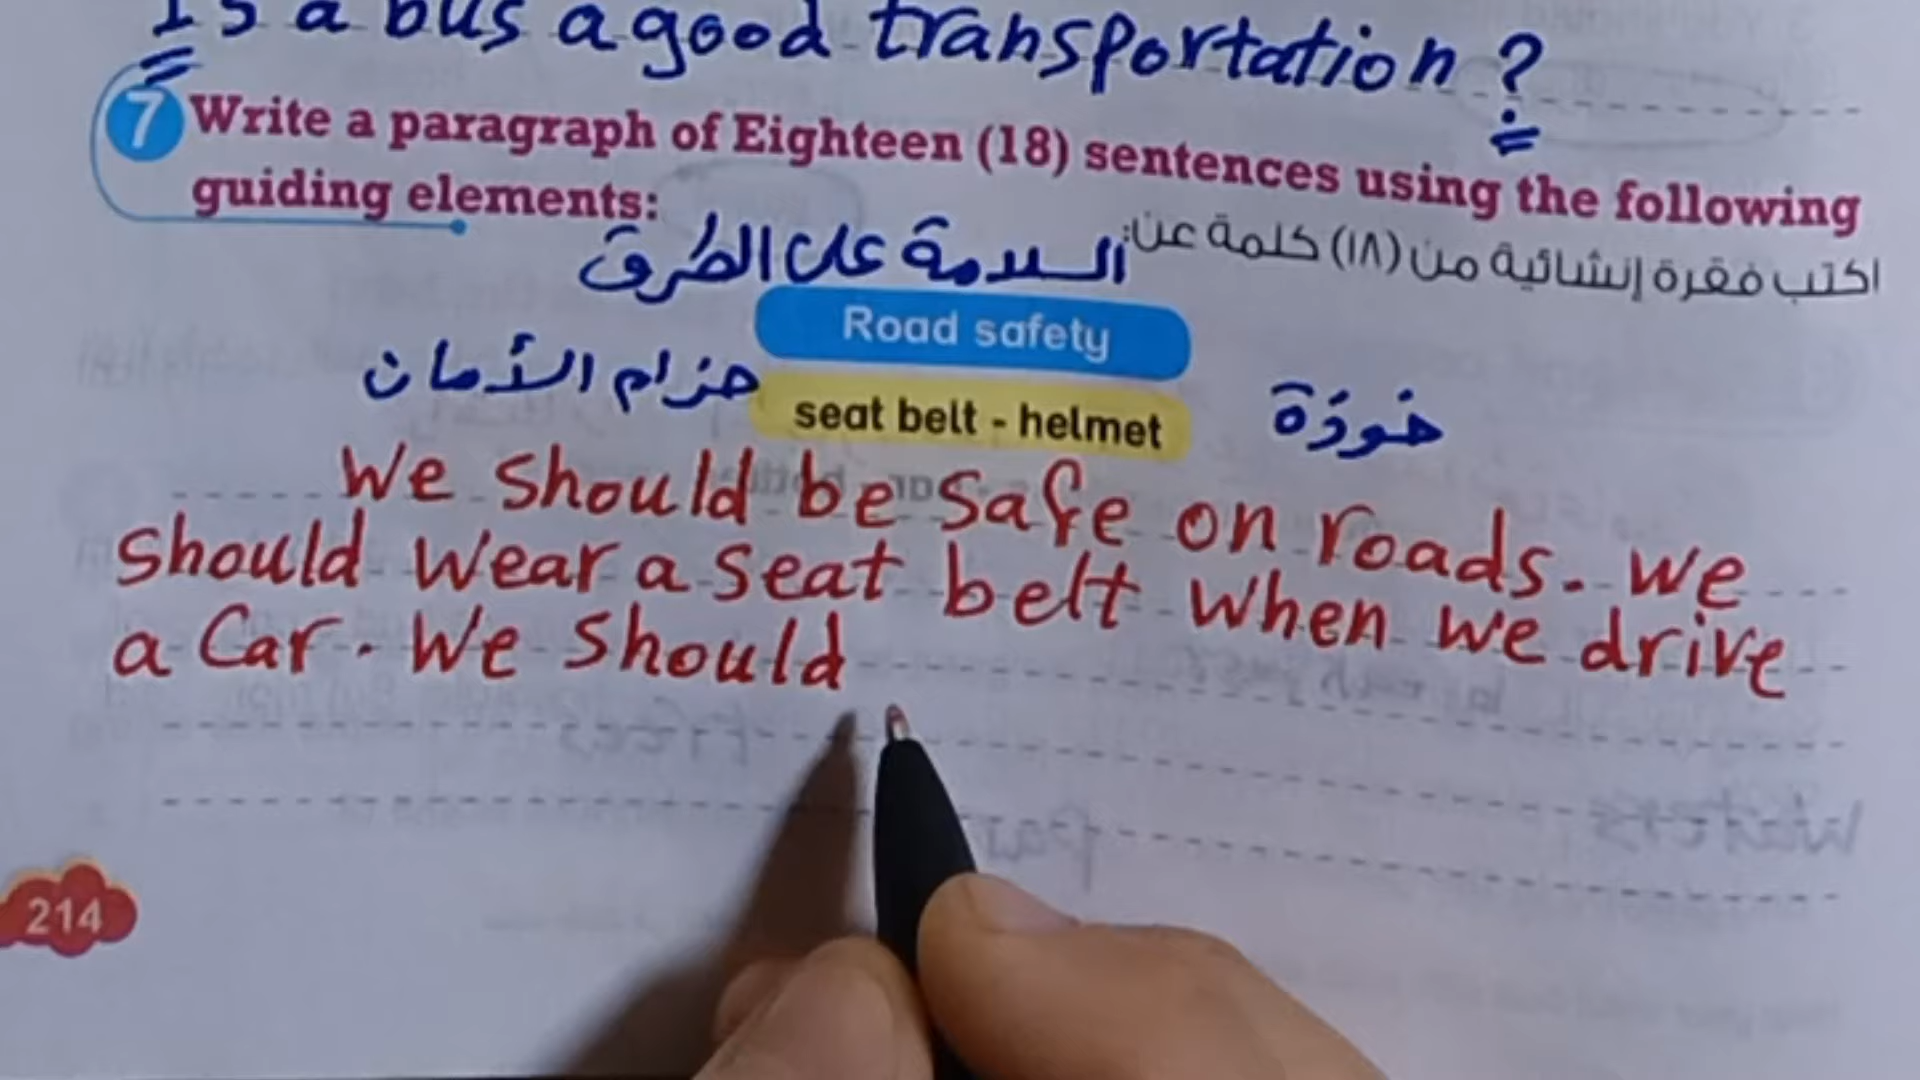 Is a bus a good transportation ?
7 Write a paragraph of Eighteen (18) sentences using the following
guiding elements:
اكتب فقرة إنشائية من (١٨) كلمة عن:
السلامة على الطرق
Road safety
حزام الأمان
seat belt - helmet
خوذة
We should be safe on roads. We
should wear a seat belt when we drive
a car. We should
214